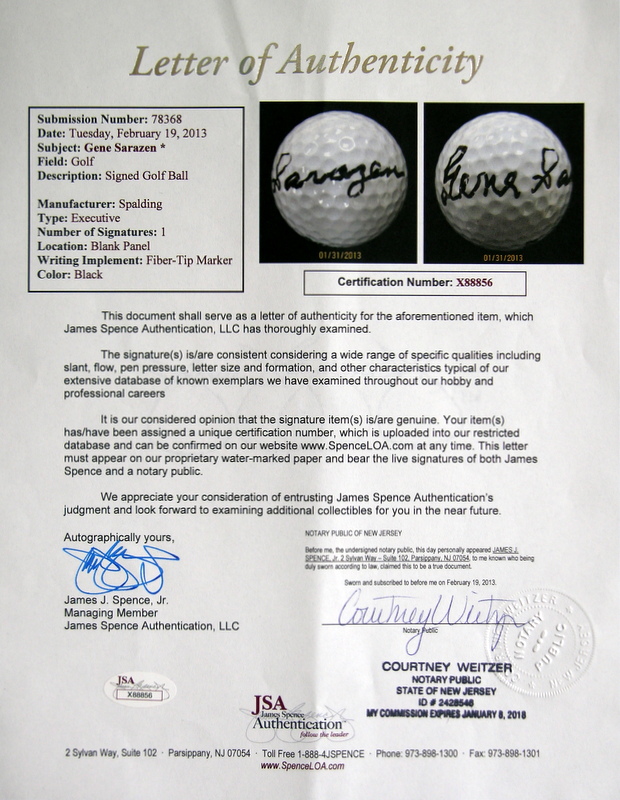 Letter of Authenticity
Submission Number: 78368
Date: Tuesday, February 19, 2013
Subject: Gene Sarazen *
Field: Golf
Description: Signed Golf Ball
Manufacturer: Spalding
Type: Executive
Number of Signatures: 1
Location: Blank Panel
Writing Implement: Fiber-Tip Marker
Color: Black
Sarazen
01/31/2013
Gene Sa
01/31/2013
Certification Number: X88856
This document shall serve as a letter of authenticity for the aforementioned item, which
James Spence Authentication, LLC has thoroughly examined.
The signature(s) is/are consistent considering a wide range of specific qualities including
slant, flow, pen pressure, letter size and formation, and other characteristics typical of our
extensive database of known exemplars we have examined throughout our hobby and
professional careers
It is our considered opinion that the signature item(s) is/are genuine. Your item(s)
has/have been assigned a unique certification number, which is uploaded into our restricted
database and can be confirmed on our website www.SpenceLOA.com at any time. This letter
must appear on our proprietary water-marked paper and bear the live signatures of both James
Spence and a notary public.
We appreciate your consideration of entrusting James Spence Authentication's
judgment and look forward to examining additional collectibles for you in the near future.
Autographically yours,
James J. Spence, Jr.
Managing Member
James Spence Authentication, LLC
NOTARY PUBLIC OF NEW JERSEY
Before me, the undersigned notary public, this day personally appeared JAMES J.
SPENCE, Jr. 2 Sylvan Way – Suite 102, Parsippany, NJ 07054, to me known who being
duly sworn according to law, claimed this to be a true document.
Sworn and subscribed to before me on February 19, 2013.
Courtney Weitzer
Notary Public
WEITZER
NOTARY
PUBLIC
COURTNEY WEITZER
NOTARY PUBLIC
STATE OF NEW JERSEY
ID # 2428546
MY COMMISSION EXPIRES JANUARY 8, 2018
JSA
X88856
JSA
James Spence
Authentication
follow the leader
2 Sylvan Way, Suite 102 · Parsippany, NJ 07054 · Toll Free 1-888-4JSPENCE · Phone: 973-898-1300 · Fax: 973-898-1301
www.SpenceLOA.com